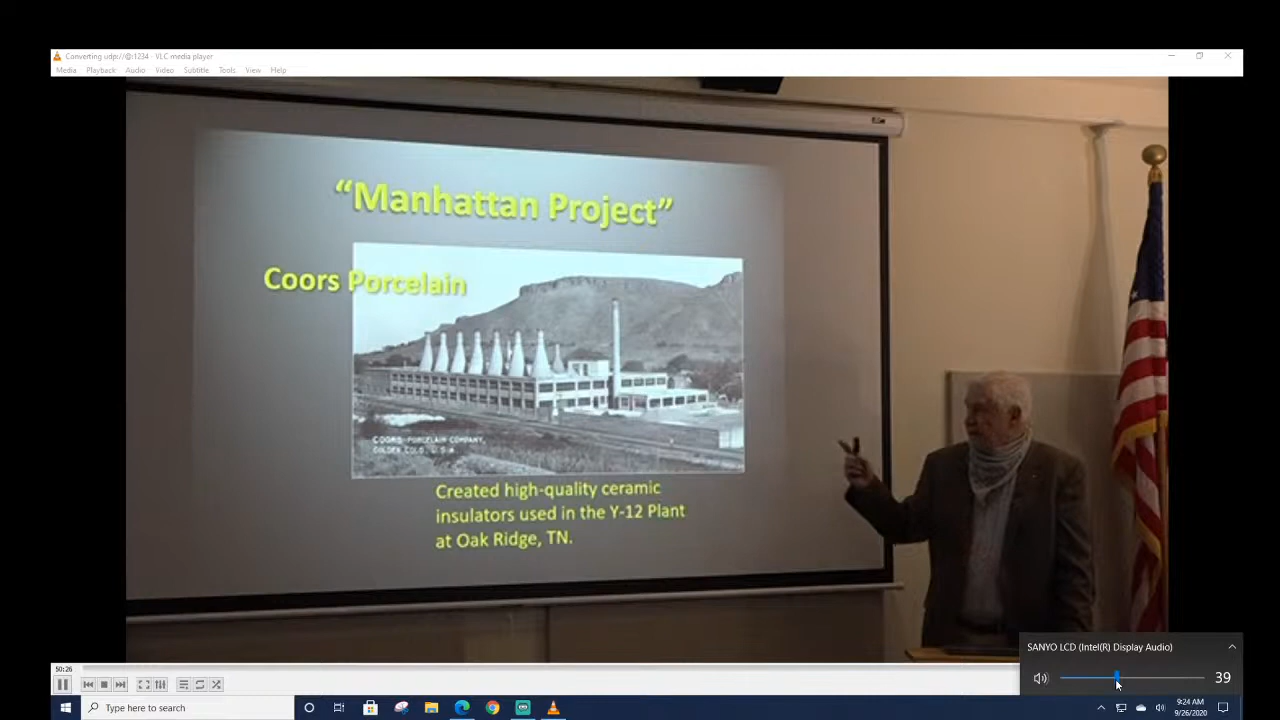 Converting udp://@:1234 - VLC media player
Media Playback Audio Video Subtitle Tools View Help
“Manhattan Project”
Coors Porcelain
COORS PORCELAIN COMPANY,
GOLDEN, COLO., U.S.A.
Created high-quality ceramic
insulators used in the Y-12 Plant
at Oak Ridge, TN.
SANYO LCD (Intel(R) Display Audio)
50:26
39
Type here to search
9:24 AM
9/26/2020